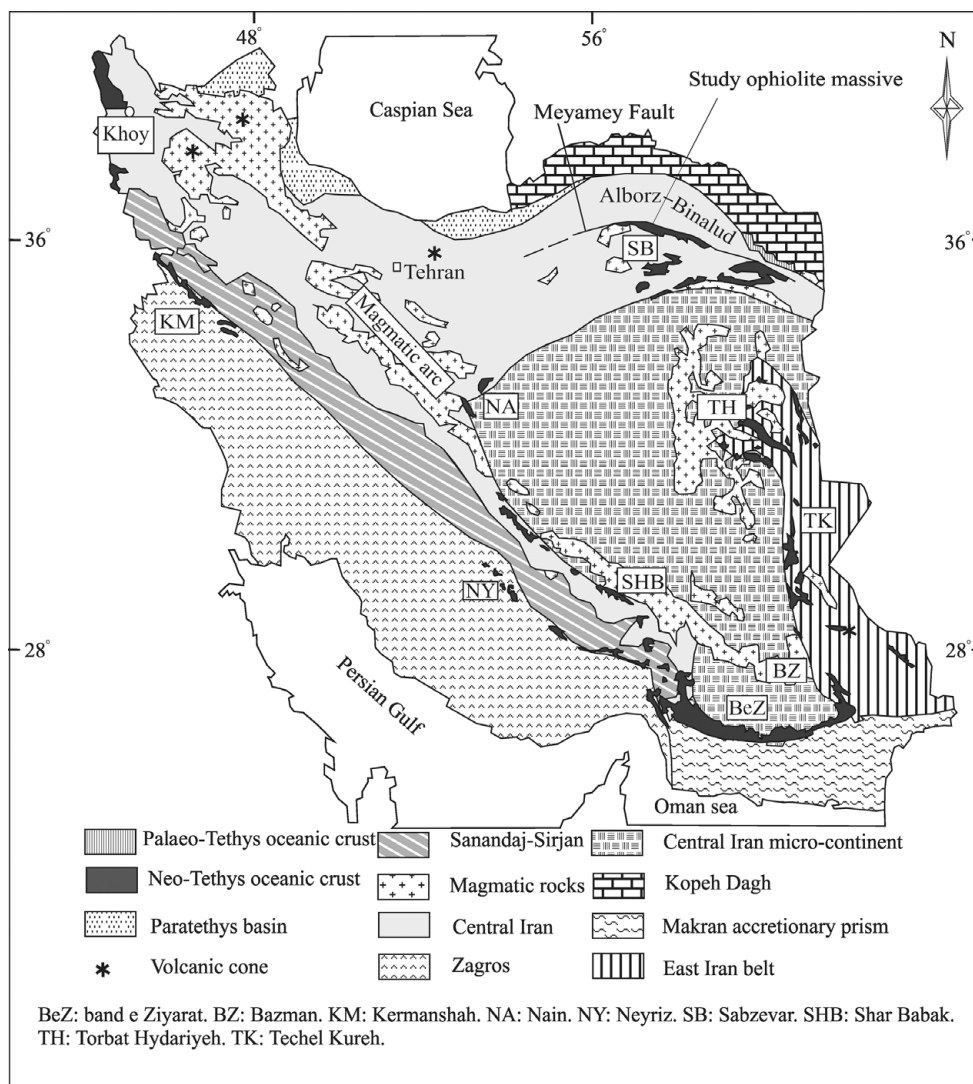 48°
56°
N
Study ophiolite massive
Caspian Sea
Meyamey Fault
Khoy
Alborz-Binalud
36°
36°
SB
Tehran
KM
Magmatic arc
NA
TH
TK
SHB
NY
28°
28°
BZ
BeZ
Persian Gulf
Oman sea
Palaeo-Tethys oceanic crust
Sanandaj-Sirjan
Central Iran micro-continent
Neo-Tethys oceanic crust
Magmatic rocks
Kopeh Dagh
Paratethys basin
Central Iran
Makran accretionary prism
Volcanic cone
Zagros
East Iran belt
BeZ: band e Ziyarat. BZ: Bazman. KM: Kermanshah. NA: Nain. NY: Neyriz. SB: Sabzevar. SHB: Shar Babak.
TH: Torbat Hydariyeh. TK: Techel Kureh.